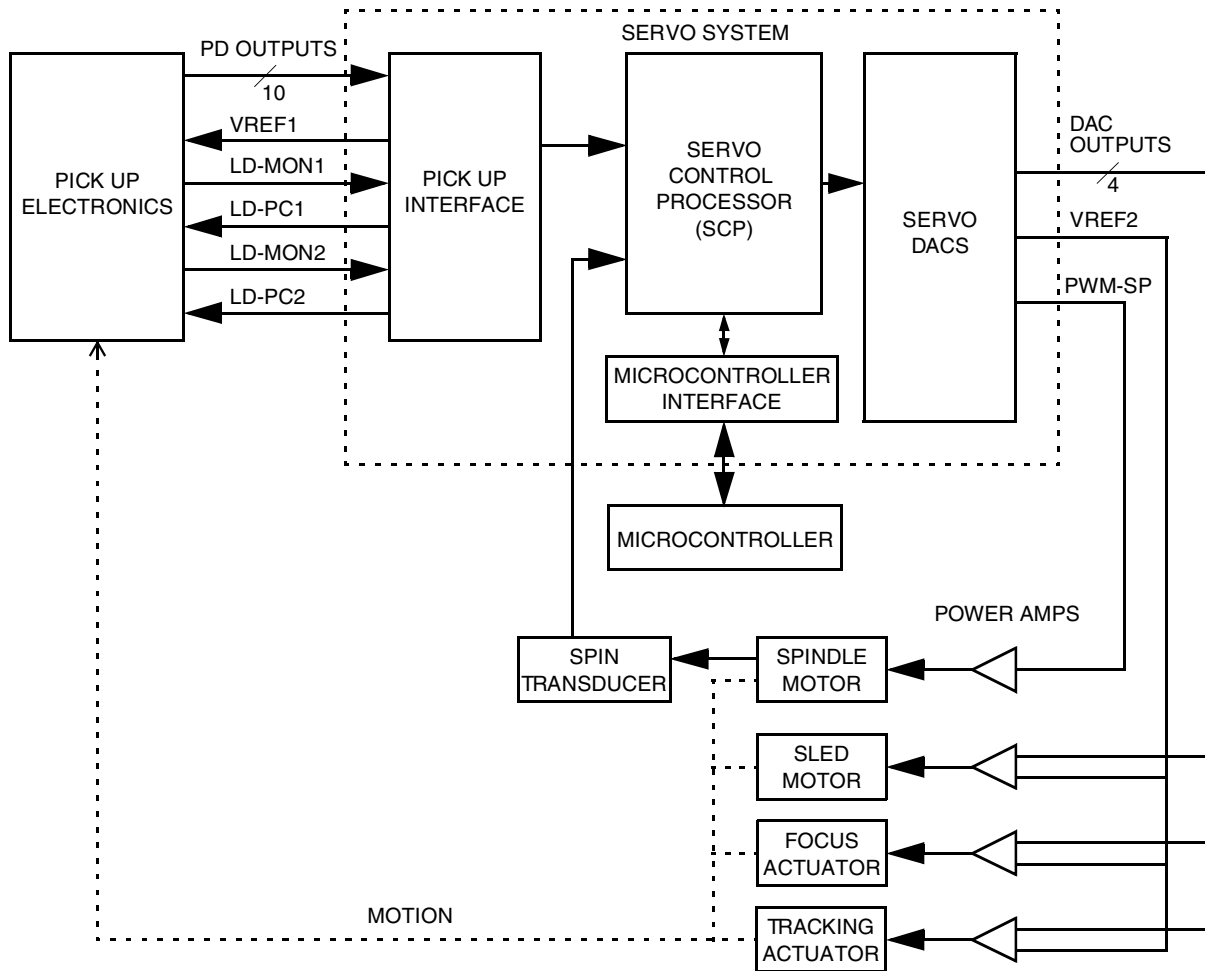 SERVO SYSTEM
PD OUTPUTS
10
VREF1
LD-MON1
LD-PC1
LD-MON2
LD-PC2
PICK UP
ELECTRONICS
PICK UP
INTERFACE
SERVO
CONTROL
PROCESSOR
(SCP)
SERVO
DACS
DAC
OUTPUTS
4
VREF2
PWM-SP
MICROCONTROLLER
INTERFACE
MICROCONTROLLER
POWER AMPS
SPIN
TRANSDUCER
SPINDLE
MOTOR
SLED
MOTOR
FOCUS
ACTUATOR
MOTION
TRACKING
ACTUATOR